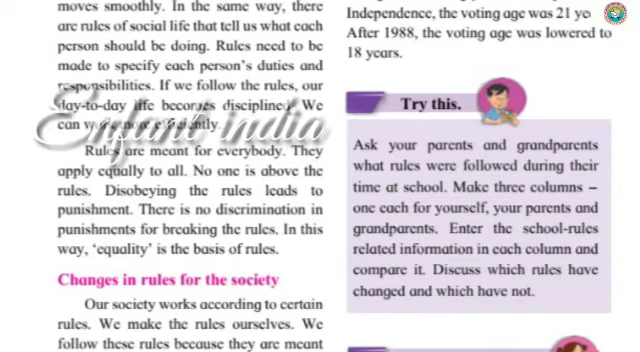 moves smoothly. In the same way, there
are rules of social life that tell us what each
person should be doing. Rules need to be
made to specify each person's duties and
responsibilities. If we follow the rules, our
day-to-day life becomes disciplined. We
can work more efficiently.
Rules are meant for everybody. They
apply equally to all. No one is above the
rules. Disobeying the rules leads to
punishment. There is no discrimination in
punishments for breaking the rules. In this
way, 'equality' is the basis of rules.
Changes in rules for the society
Our society works according to certain
rules. We make the rules ourselves. We
follow these rules because they are meant
Independence, the voting age was 21
After 1988, the voting age was lowered to
18 years.
Try this.
Ask your parents and grandparents
what rules were followed during their
time at school. Make three columns –
one each for yourself, your parents and
grandparents. Enter the school-rules
related information in each column and
compare it. Discuss which rules have
changed and which have not.
Enfant india